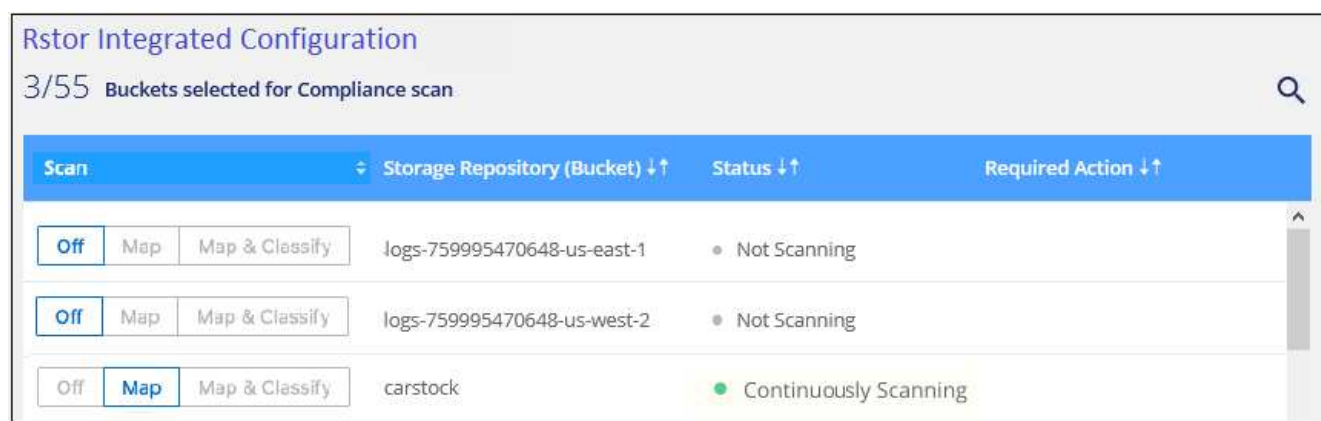 Rstor Integrated Configuration
3/55 Buckets selected for Compliance scan
Scan Storage Repository (Bucket) Status Required Action
Off Map Map & Classify logs-759995470648-us-east-1 Not Scanning
Off Map Map & Classify logs-759995470648-us-west-2 Not Scanning
Off Map Map & Classify carstock Continuously Scanning